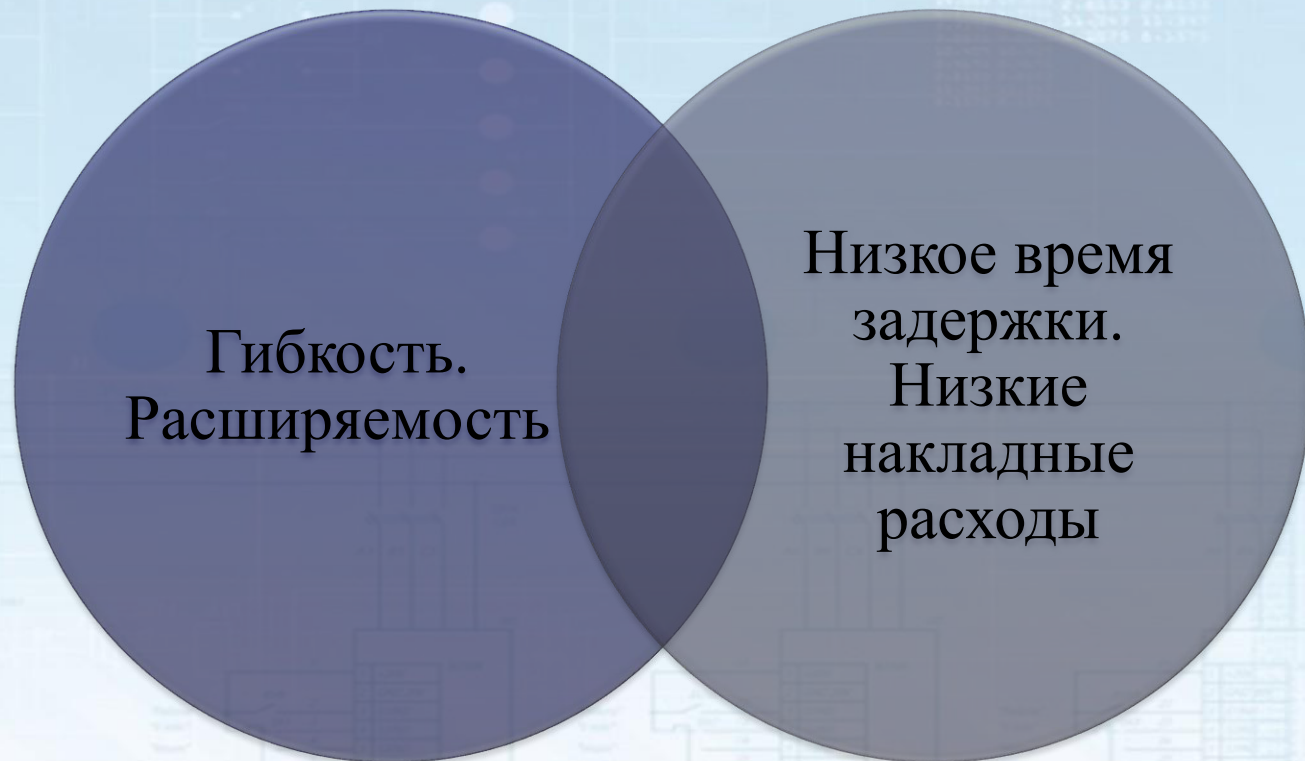 Гибкость.
Расширяемость
Низкое время
задержки.
Низкие
накладные
расходы